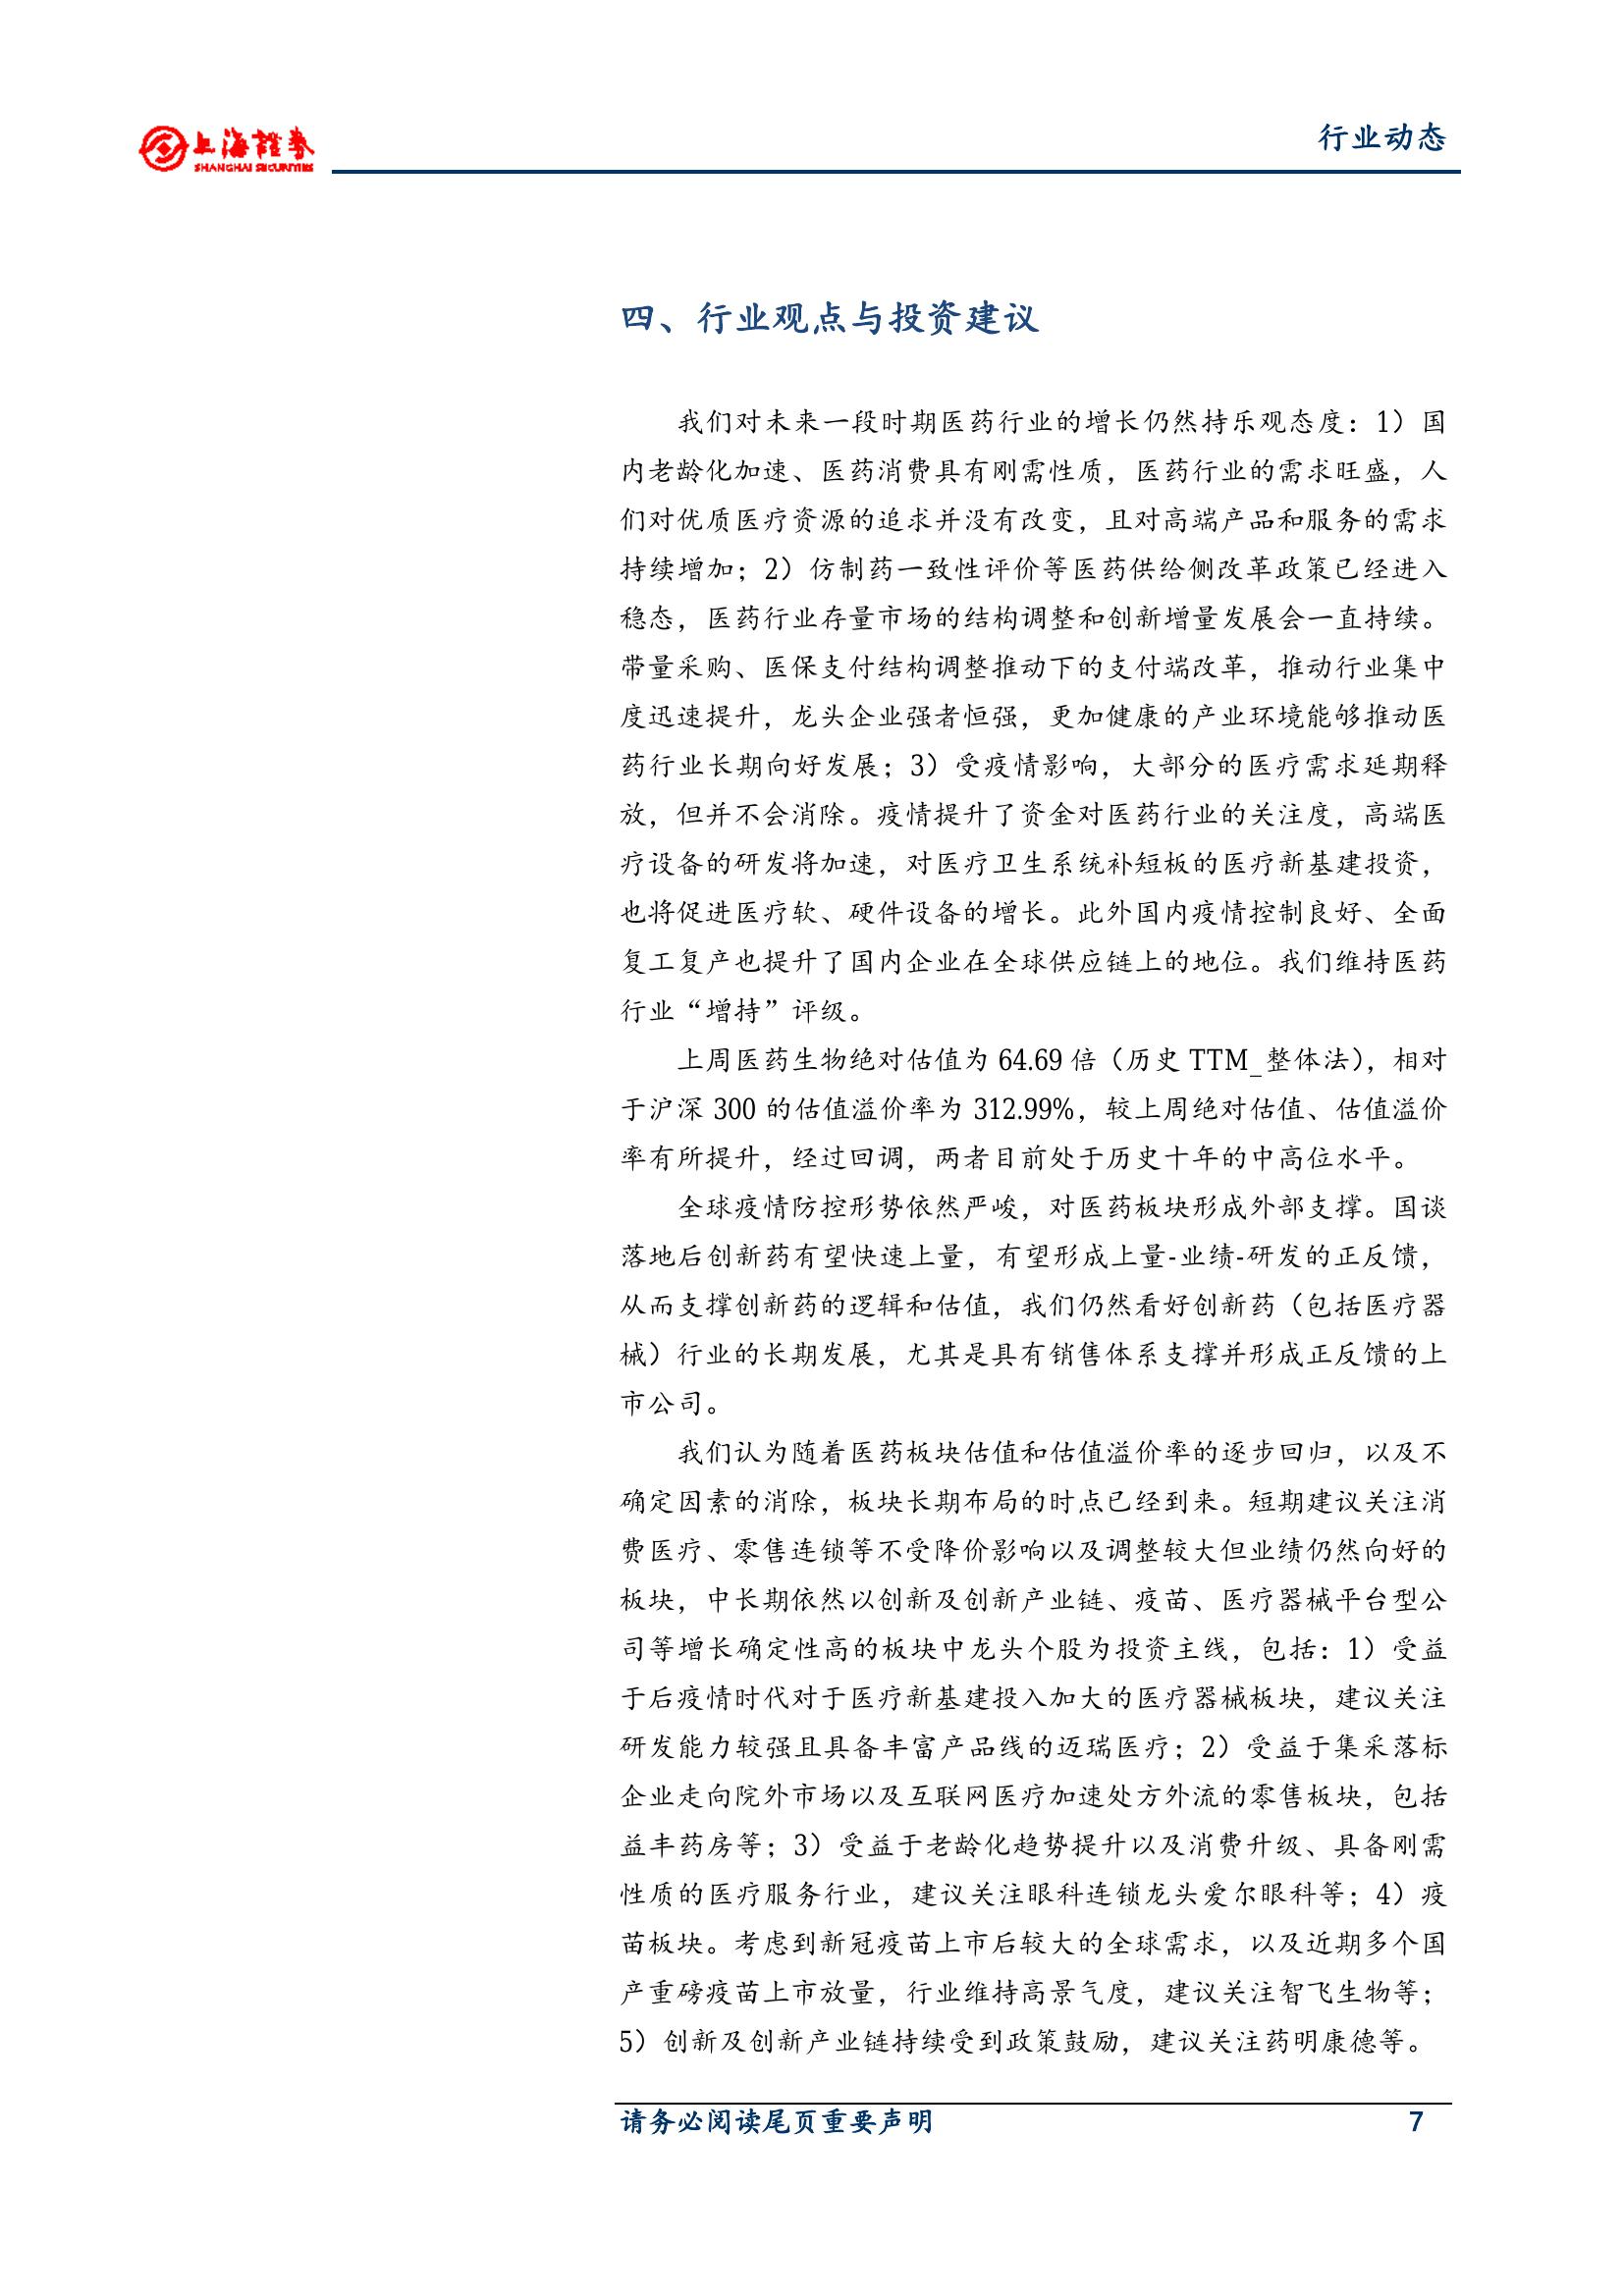 上海證券
SHANGHAI SECURITIES
行业动态
四、行业观点与投资建议
我们对未来一段时期医药行业的增长仍然持乐观态度：1）国
内老龄化加速、医药消费具有刚需性质，医药行业的需求旺盛，人
们对优质医疗资源的追求并没有改变，且对高端产品和服务的需求
持续增加；2）仿制药一致性评价等医药供给侧改革政策已经进入
稳态，医药行业存量市场的结构调整和创新增量发展会一直持续。
带量采购、医保支付结构调整推动下的支付端改革，推动行业集中
度迅速提升，龙头企业强者恒强，更加健康的产业环境能够推动医
药行业长期向好发展；3）受疫情影响，大部分的医疗需求延期释
放，但并不会消除。疫情提升了资金对医药行业的关注度，高端医
疗设备的研发将加速，对医疗卫生系统补短板的医疗新基建投资，
也将促进医疗软、硬件设备的增长。此外国内疫情控制良好、全面
复工复产也提升了国内企业在全球供应链上的地位。我们维持医药
行业“增持”评级。
上周医药生物绝对估值为 64.69 倍（历史 TTM_整体法），相对
于沪深 300 的估值溢价率为 312.99%，较上周绝对估值、估值溢价
率有所提升，经过回调，两者目前处于历史十年的中高位水平。
全球疫情防控形势依然严峻，对医药板块形成外部支撑。国谈
落地后创新药有望快速上量，有望形成上量-业绩-研发的正反馈，
从而支撑创新药的逻辑和估值，我们仍然看好创新药（包括医疗器
械）行业的长期发展，尤其是具有销售体系支撑并形成正反馈的上
市公司。
我们认为随着医药板块估值和估值溢价率的逐步回归，以及不
确定因素的消除，板块长期布局的时点已经到来。短期建议关注消
费医疗、零售连锁等不受降价影响以及调整较大但业绩仍然向好的
板块，中长期依然以创新及创新产业链、疫苗、医疗器械平台型公
司等增长确定性高的板块中龙头个股为投资主线，包括：1）受益
于后疫情时代对于医疗新基建投入加大的医疗器械板块，建议关注
研发能力较强且具备丰富产品线的迈瑞医疗；2）受益于集采落标
企业走向院外市场以及互联网医疗加速处方外流的零售板块，包括
益丰药房等；3）受益于老龄化趋势提升以及消费升级、具备刚需
性质的医疗服务行业，建议关注眼科连锁龙头爱尔眼科等；4）疫
苗板块。考虑到新冠疫苗上市后较大的全球需求，以及近期多个国
产重磅疫苗上市放量，行业维持高景气度，建议关注智飞生物等；
5）创新及创新产业链持续受到政策鼓励，建议关注药明康德等。
请务必阅读尾页重要声明
7